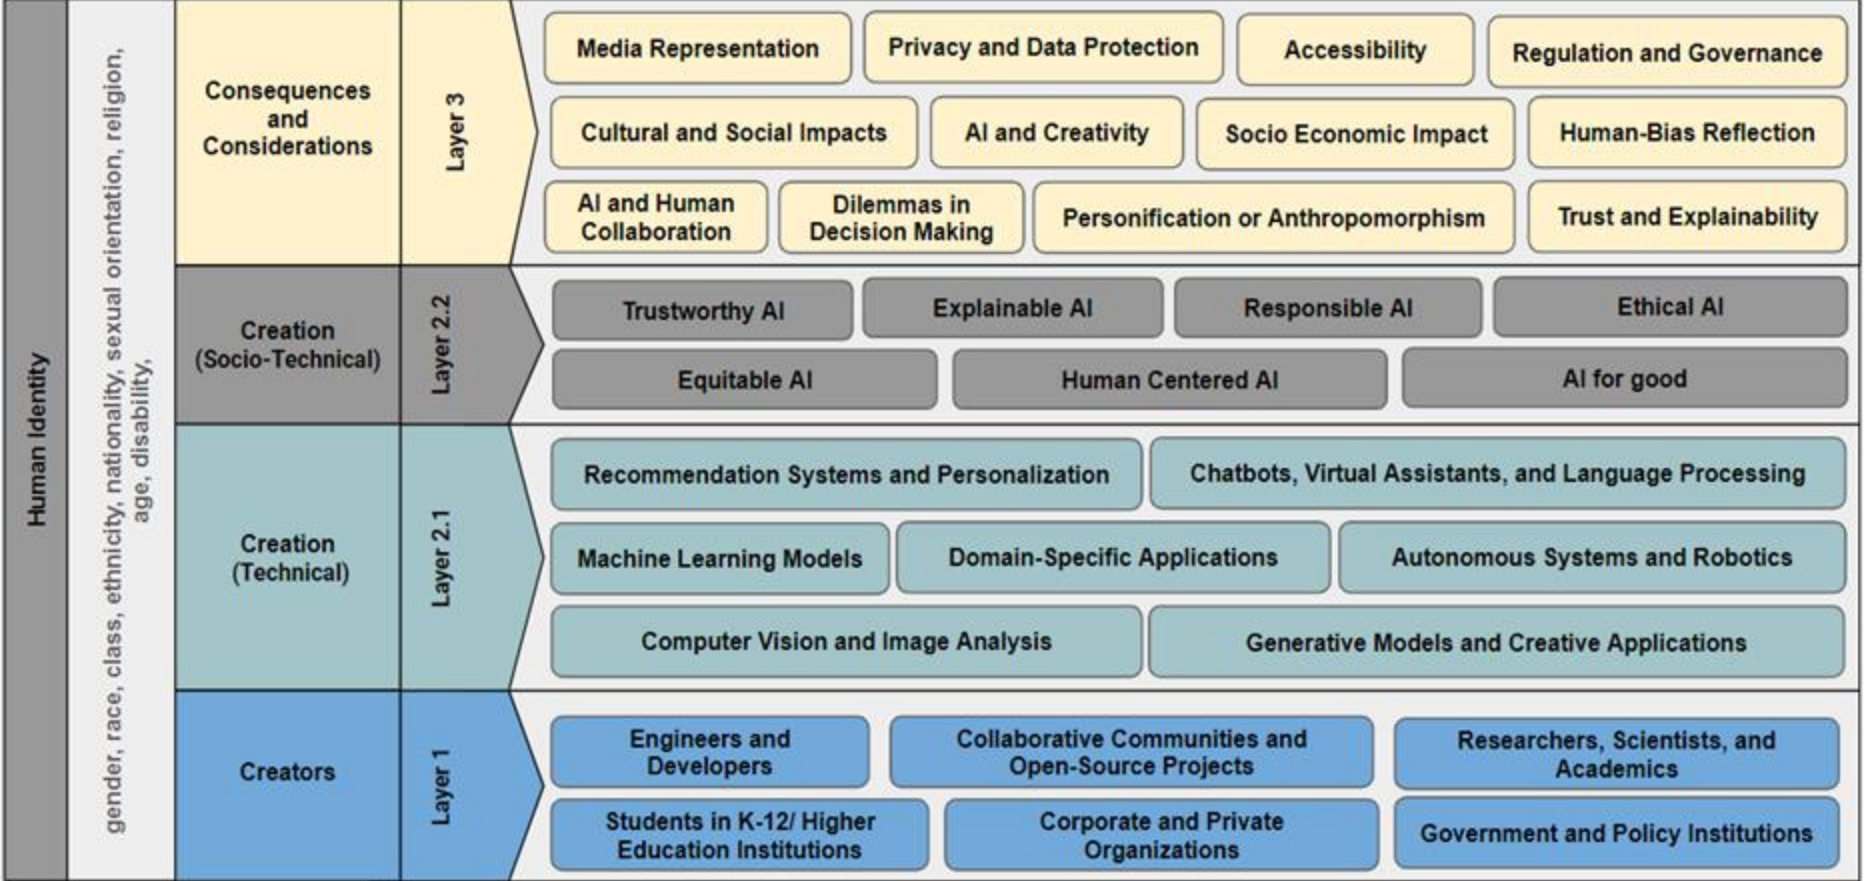 Human Identity
gender, race, class, ethnicity, nationality, sexual orientation, religion,
age, disability,
Consequences
and
Considerations
Layer 3
Media Representation
Privacy and Data Protection
Accessibility
Regulation and Governance
Cultural and Social Impacts
AI and Creativity
Socio Economic Impact
Human-Bias Reflection
AI and Human
Collaboration
Dilemmas in
Decision Making
Personification or Anthropomorphism
Trust and Explainability
Creation
(Socio-Technical)
Layer 2.2
Trustworthy AI
Explainable AI
Responsible AI
Ethical AI
Equitable AI
Human Centered AI
AI for good
Creation
(Technical)
Layer 2.1
Recommendation Systems and Personalization
Chatbots, Virtual Assistants, and Language Processing
Machine Learning Models
Domain-Specific Applications
Autonomous Systems and Robotics
Computer Vision and Image Analysis
Generative Models and Creative Applications
Creators
Layer 1
Engineers and
Developers
Collaborative Communities and
Open-Source Projects
Researchers, Scientists, and
Academics
Students in K-12/ Higher
Education Institutions
Corporate and Private
Organizations
Government and Policy Institutions